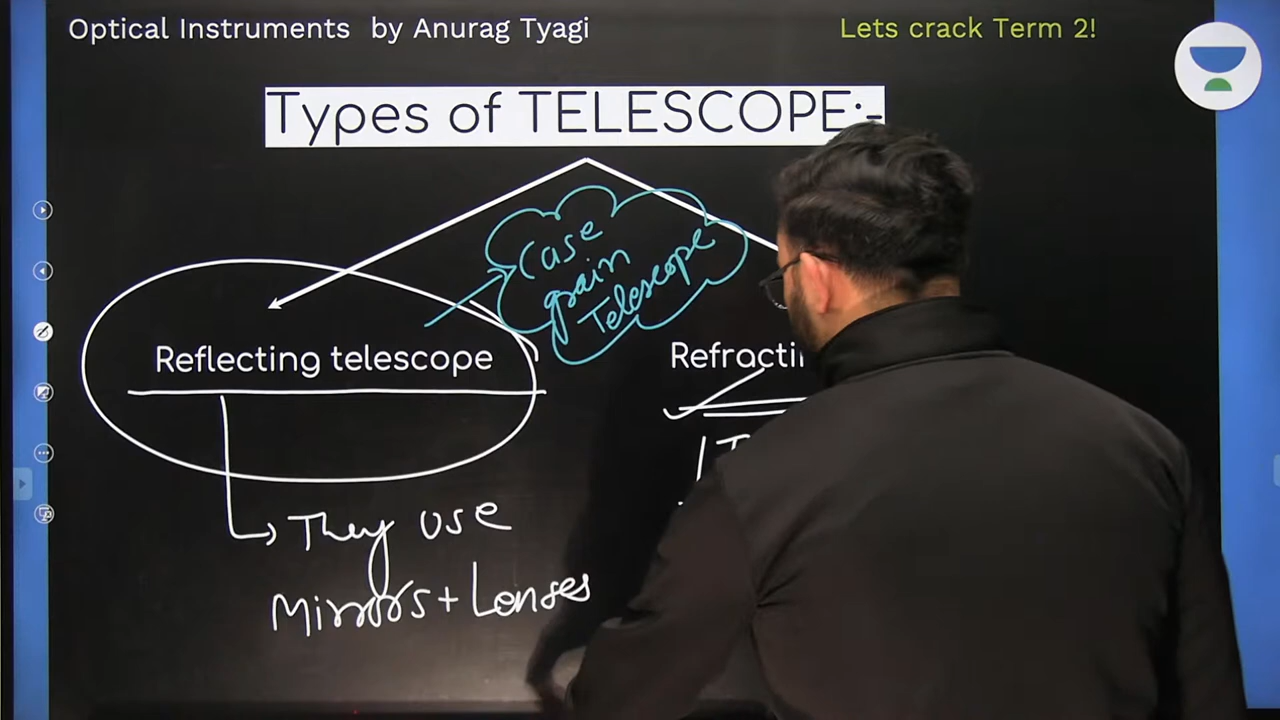 Optical Instruments by Anurag Tyagi
Lets crack Term 2!
Types of TELESCOPE:-
Case
grain
Telescope
Reflecting telescope
Refracti
They use
Mirrors + Lenses